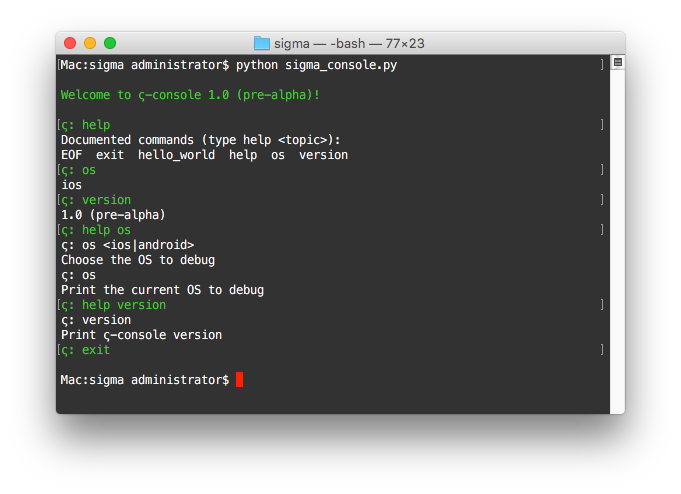 sigma — -bash — 77×23
[Mac:sigma administrator$ python sigma_console.py ]
Welcome to ς-console 1.0 (pre-alpha)!
[ς: help ]
Documented commands (type help <topic>):
EOF  exit  hello_world  help  os  version
[ς: os ]
ios
[ς: version ]
1.0 (pre-alpha)
[ς: help os ]
ς: os <ios|android>
Choose the OS to debug
ς: os
Print the current OS to debug
[ς: help version ]
ς: version
Print ς-console version
[ς: exit ]
Mac:sigma administrator$